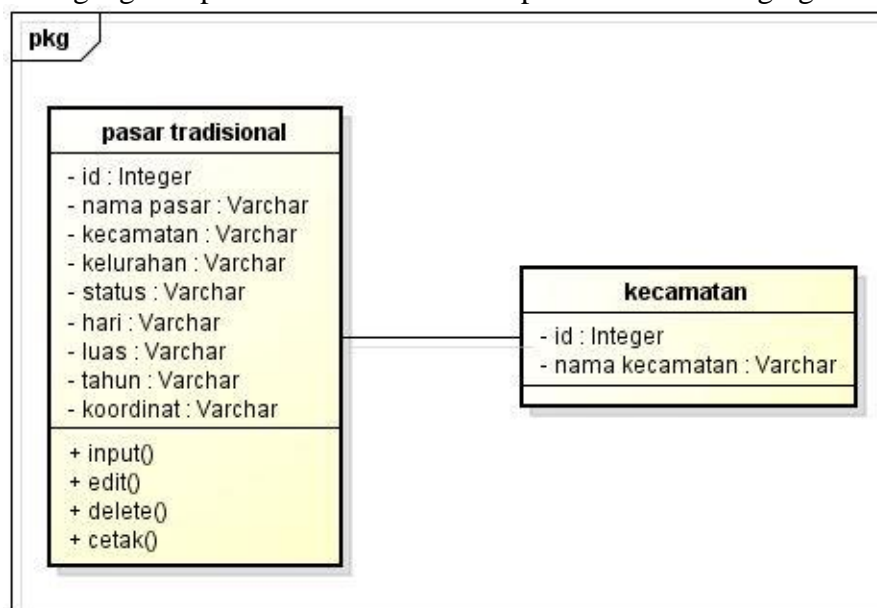 pkg
pasar tradisional
- id : Integer
- nama pasar : Varchar
- kecamatan : Varchar
- kelurahan : Varchar
- status : Varchar
- hari : Varchar
- luas : Varchar
- tahun : Varchar
- koordinat : Varchar
+ input()
+ edit()
+ delete()
+ cetak()
kecamatan
- id : Integer
- nama kecamatan : Varchar